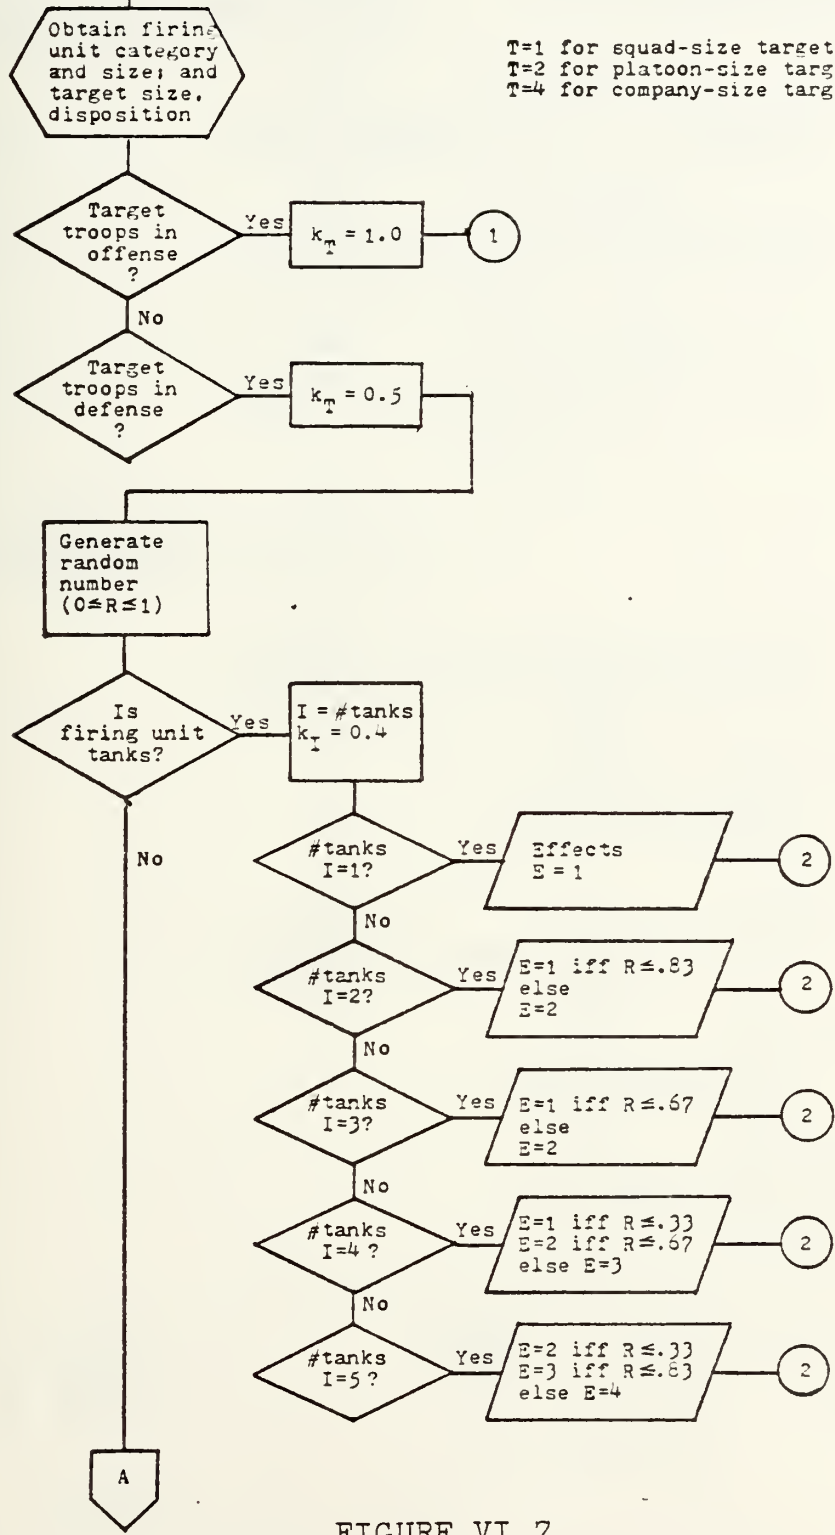 Obtain firing
unit category
and size; and
target size,
disposition
T=1 for squad-size target
T=2 for platoon-size targ
T=4 for company-size targ
Target
troops in
offense
?
Yes
k_T = 1.0
1
No
Target
troops in
defense
?
Yes
k_T = 0.5
Generate
random
number
(0≤R≤1)
Is
firing unit
tanks?
Yes
I = #tanks
k_I = 0.4
No
#tanks
I=1?
Yes
Effects
E = 1
2
No
#tanks
I=2?
Yes
E=1 iff R≤.83
else
E=2
2
No
#tanks
I=3?
Yes
E=1 iff R≤.67
else
E=2
2
No
#tanks
I=4?
Yes
E=1 iff R≤.33
E=2 iff R≤.67
else E=3
2
No
#tanks
I=5?
Yes
E=2 iff R≤.33
E=3 iff R≤.83
else E=4
2
A
FIGURE VI.7